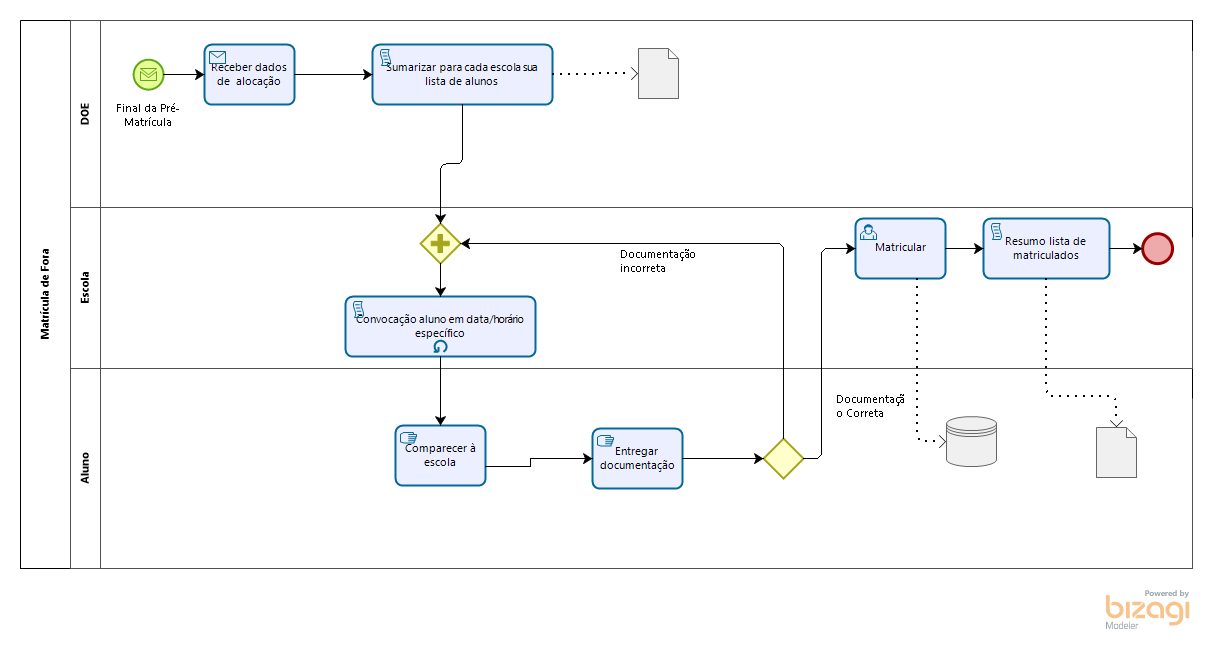 Matrícula de Fora
DOE
Final da Pré-
Matrícula
Receber dados
de alocação
Sumarizar para cada escola sua
lista de alunos
Escola
Documentação
incorreta
Convocação aluno em data/horário
específico
Matricular
Resumo lista de
matriculados
Aluno
Comparecer à
escola
Entregar
documentação
Documentaçã
o Correta
Powered by
bizagi
Modeler